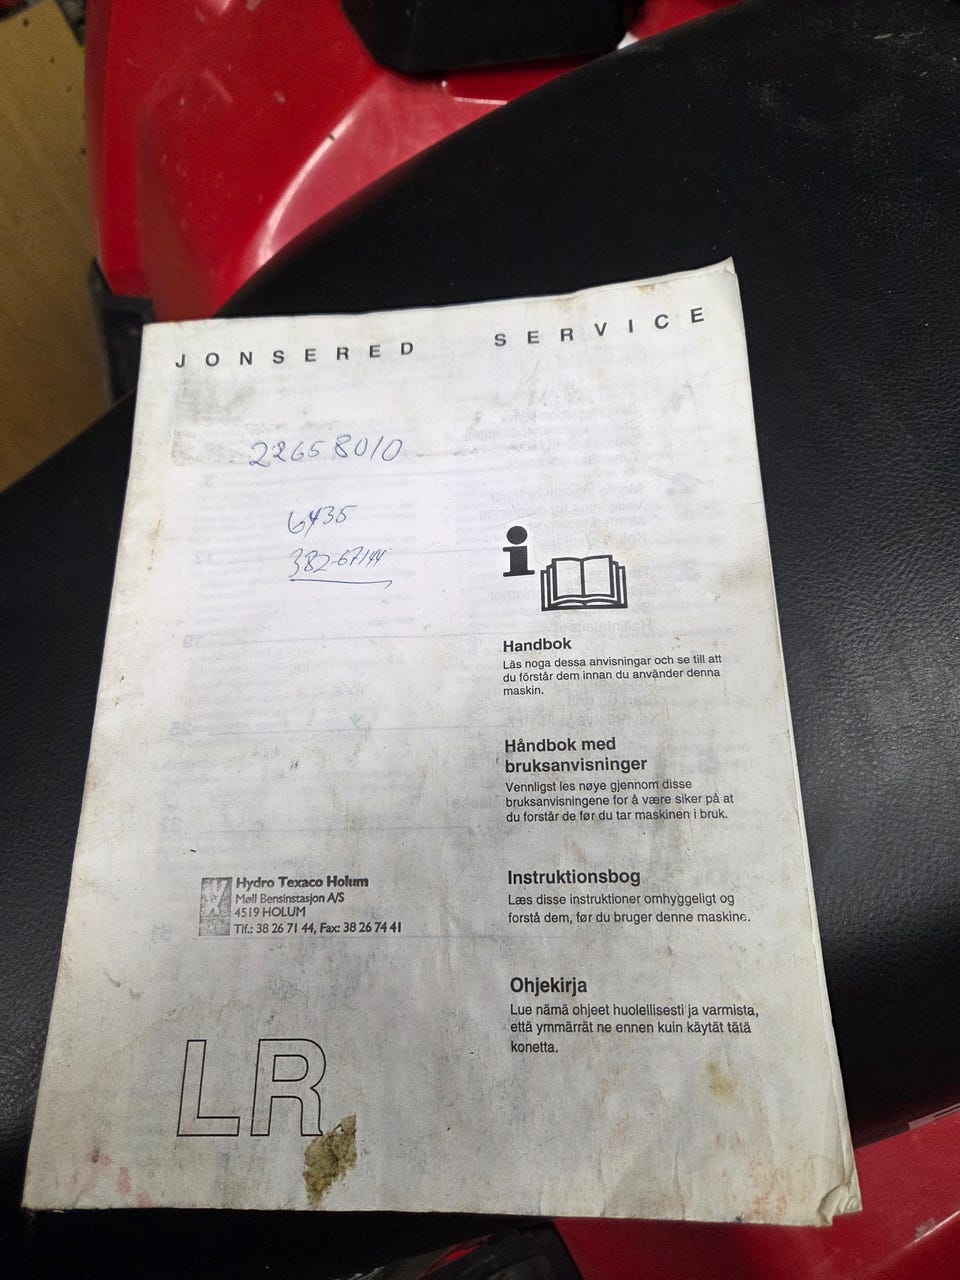 JONSERED SERVICE
22658010
6435
382-67144
Handbok
Läs noga dessa anvisningar och se till att
du förstår dem innan du använder denna
maskin.
Håndbok med
bruksanvisninger
Vennligst les nøye gjennom disse
bruksanvisningene for å være siker på at
du forstår de før du tar maskinen i bruk.
Instruktionsbog
Læs disse instruktioner omhyggeligt og
forstå dem, før du bruger denne maskine.
Ohjekirja
Lue nämä ohjeet huolellisesti ja varmista,
että ymmärrät ne ennen kuin käytät tätä
konetta.
Hydro Texaco Holum
Møll Bensinstasjon A/S
4519 HOLUM
Tlf.: 38 26 71 44, Fax: 38 26 74 41
LR